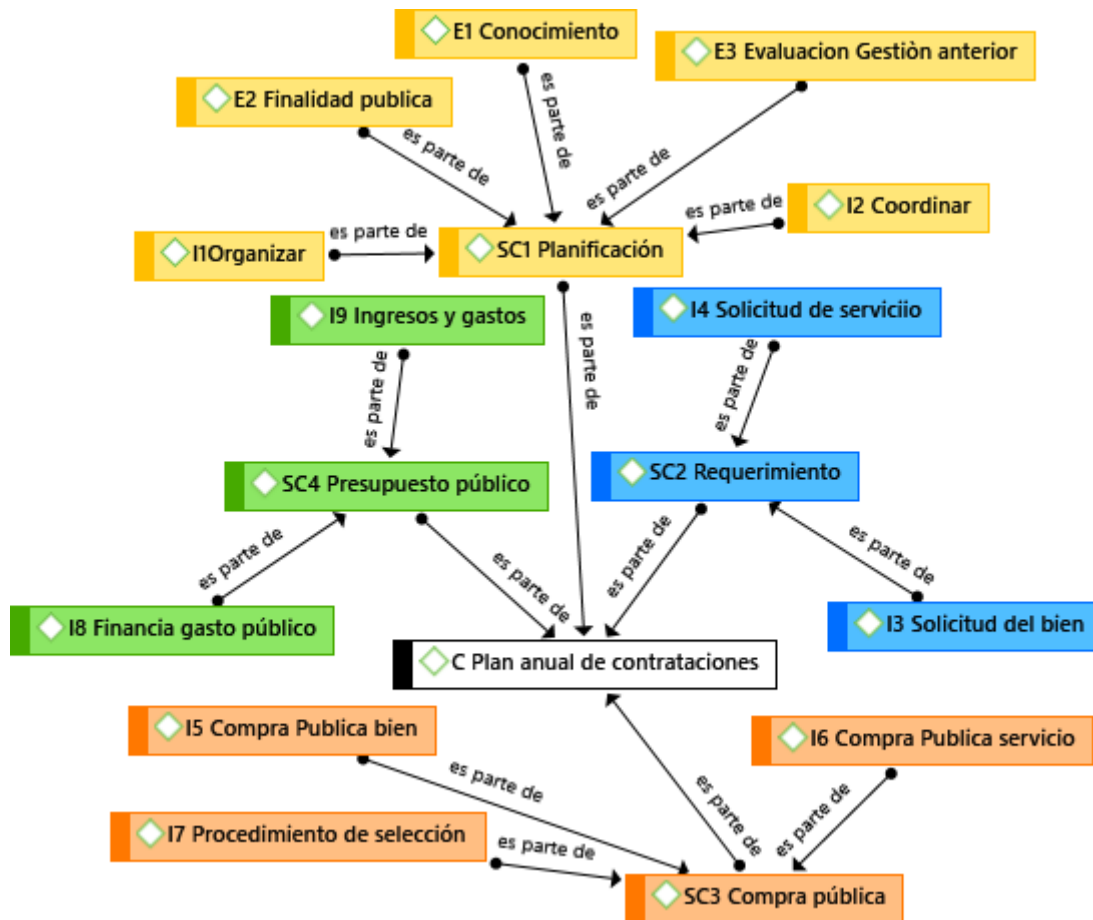 E1 Conocimiento
E3 Evaluacion Gestiòn anterior
E2 Finalidad publica
es parte de
es parte de
es parte de
es parte de
I2 Coordinar
I1Organizar
es parte de
SC1 Planificación
I9 Ingresos y gastos
I4 Solicitud de serviciio
es parte de
es parte de
es parte de
SC4 Presupuesto público
SC2 Requerimiento
es parte de
es parte de
es parte de
es parte de
I8 Financia gasto público
I3 Solicitud del bien
C Plan anual de contrataciones
I5 Compra Publica bien
I6 Compra Publica servicio
es parte de
es parte de
es parte de
I7 Procedimiento de selección
es parte de
SC3 Compra pública